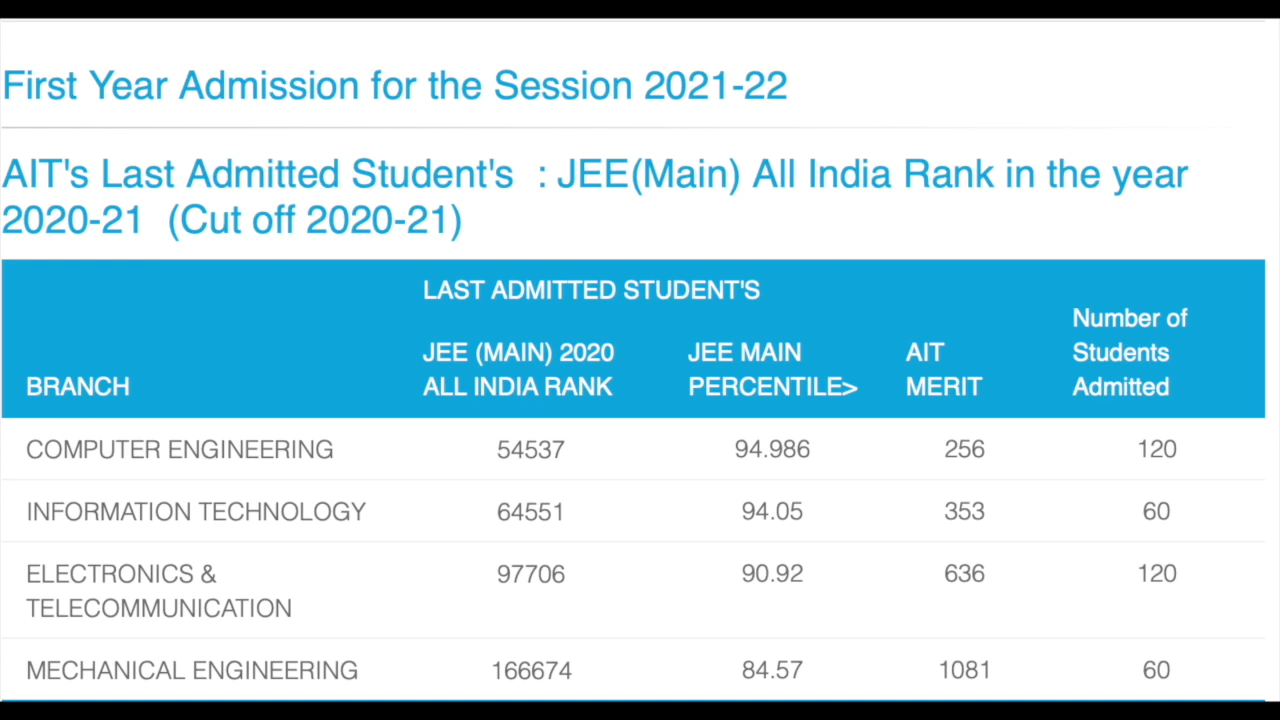 First Year Admission for the Session 2021-22
AIT's Last Admitted Student's : JEE(Main) All India Rank in the year
2020-21 (Cut off 2020-21)
LAST ADMITTED STUDENT'S
BRANCH
JEE (MAIN) 2020
ALL INDIA RANK
JEE MAIN
PERCENTILE>
AIT
MERIT
Number of
Students
Admitted
COMPUTER ENGINEERING 54537 94.986 256 120
INFORMATION TECHNOLOGY 64551 94.05 353 60
ELECTRONICS & 97706 90.92 636 120
TELECOMMUNICATION
MECHANICAL ENGINEERING 166674 84.57 1081 60